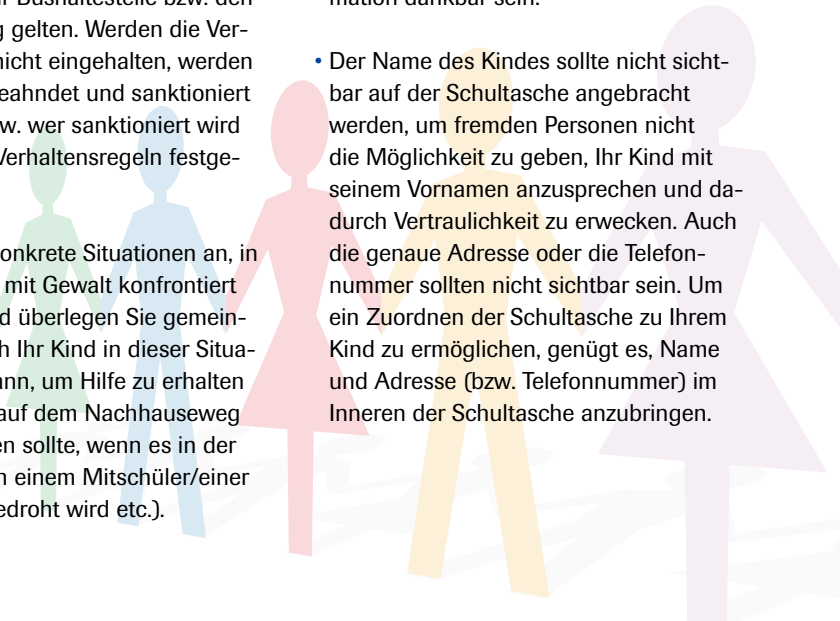 Bushaltestelle bzw. den
gelten. Werden die Ver-
nicht eingehalten, werden
eahndet und sanktioniert
w. wer sanktioniert wird
Verhaltensregeln festge-
onkrete Situationen an, in
mit Gewalt konfrontiert
d überlegen Sie gemein-
h Ihr Kind in dieser Situa-
ann, um Hilfe zu erhalten
auf dem Nachhauseweg
en sollte, wenn es in der
n einem Mitschüler/einer
edroht wird etc.).
mation dankbar sein.
• Der Name des Kindes sollte nicht sicht-
bar auf der Schultasche angebracht
werden, um fremden Personen nicht
die Möglichkeit zu geben, Ihr Kind mit
seinem Vornamen anzusprechen und da-
durch Vertraulichkeit zu erwecken. Auch
die genaue Adresse oder die Telefon-
nummer sollten nicht sichtbar sein. Um
ein Zuordnen der Schultasche zu Ihrem
Kind zu ermöglichen, genügt es, Name
und Adresse (bzw. Telefonnummer) im
Inneren der Schultasche anzubringen.